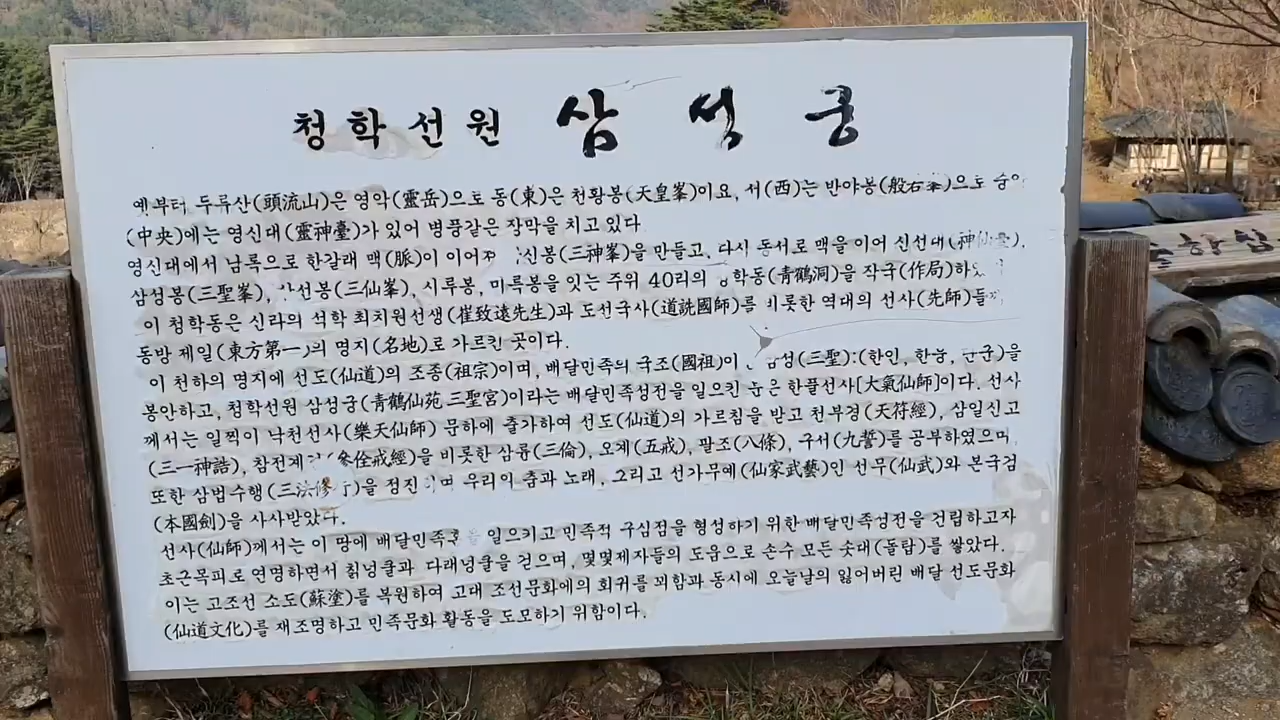 청학선원 삼성궁
옛부터 두류산(頭流山)은 영악(靈岳)으로 동(東)은 천황봉(天皇峯)이요, 서(西)는 반야봉(般若峯)으로
(中央)에는 영신대(靈神臺)가 있어 병풍같은 장막을 치고있다
영신대에서 남록으로 한갈래 맥(脈)이 이어져 (三神峯)을 만들고, 다시 동서로 맥을 이어 신선대(神仙臺),
삼성봉(三聖峯), (三仙峯), 시루봉, 미륵봉을 잇는 주위 40리의 (青鶴洞)을 작국(作局)
이 청학동은 신라의 석학 최치원선생(崔致遠先生)과 도선국사(道詵國師)를 비롯한 역대의 선사(先師)들
동방 제일(東方第一)의 명지(名地)로 가르킨 곳이다.
이 천하의 명지에 선도(仙道)의 조종(祖宗)이며, 배달민족의 국조(國祖)이 삼성(三聖):(한인, 한웅, 단군)을
봉안하고, 청학선원 삼성궁(青鶴仙苑 三聖宮)이라는 배달민족성전을 일으킨 분은 한풀선사[大氣仙師]이다. 선사
께서는 일찍이 낙천선사(樂天仙師) 문하에 출가하여 선도(仙道)의 가르침을 받고 천부경(天符經), 삼일신고
(三一神誥), 참전계경(參佺戒經)을 비롯한 삼륜(三倫), 오계(五戒), 팔조(八條), 구서(九誓)를 공부하였으며,
또한 삼법수행(三法修行)을 정진 며 우리의 춤과 노래, 그리고 선가무예(仙家武藝)인 선무(仙武)와 본국검
(本國劍)을 사사받았다.
선사(仙師)께서는 이 땅에 배달민족혼을 일으키고 민족적 구심점을 형성하기 위한 배달민족성전을 건립하고자
초근목피로 연명하면서 칡넝쿨과 다래넝쿨을 걷으며, 몇몇제자들의 도움으로 손수 모든 솟대(돌탑)를 쌓았다.
이는 고조선 소도(蘇塗)를 복원하여 고대 조선문화에의 회귀를 꾀함과 동시에 오늘날의 잃어버린 배달 선도문화
(仙道文化)를 재조명하고 민족문화 활동을 도모하기 위함이다.